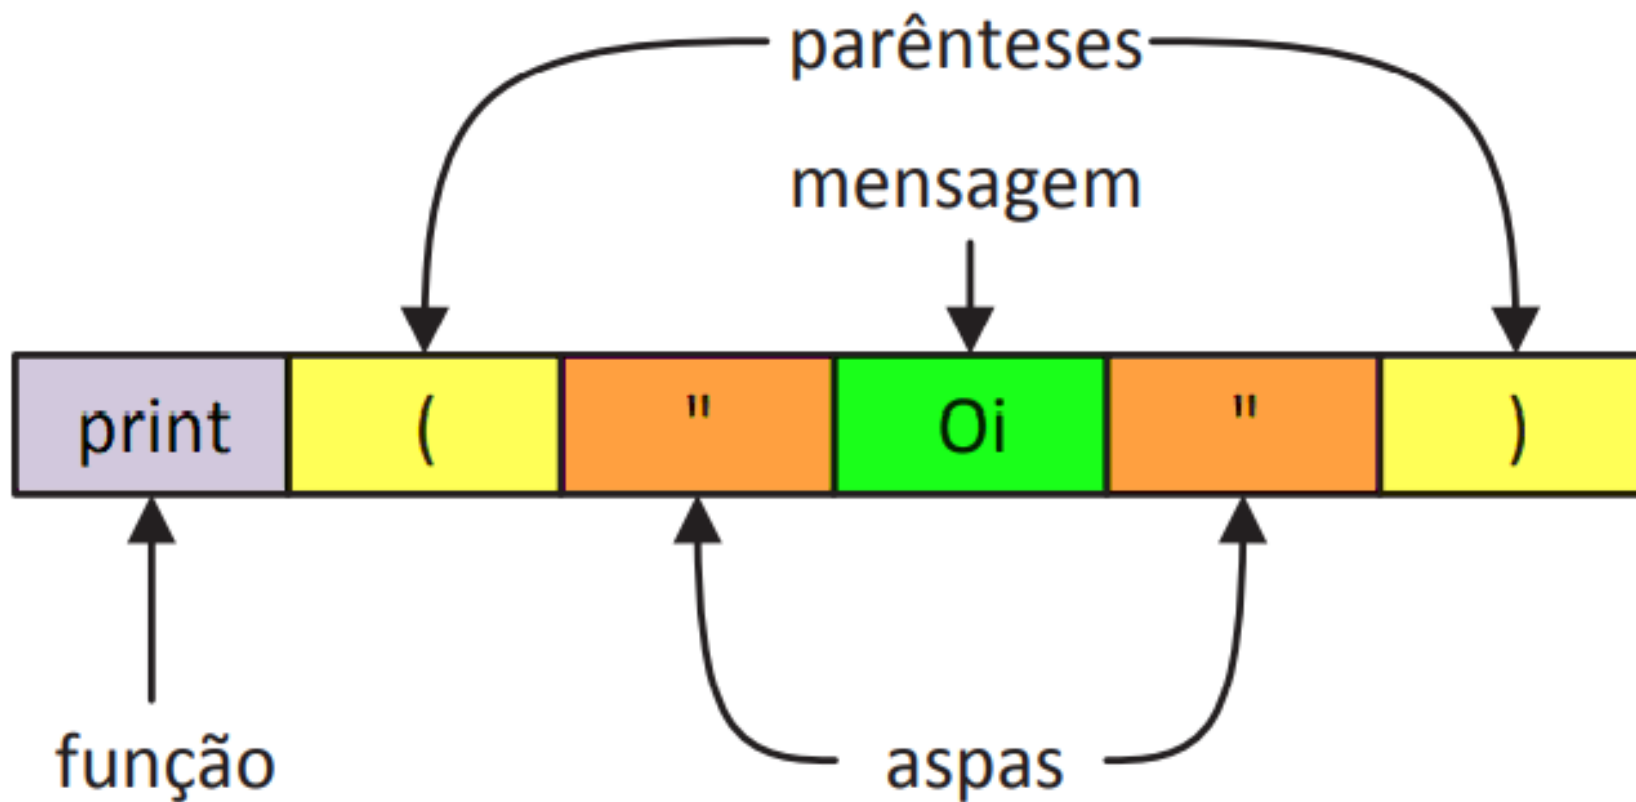 parênteses
mensagem
print ( " Oi " )
função aspas